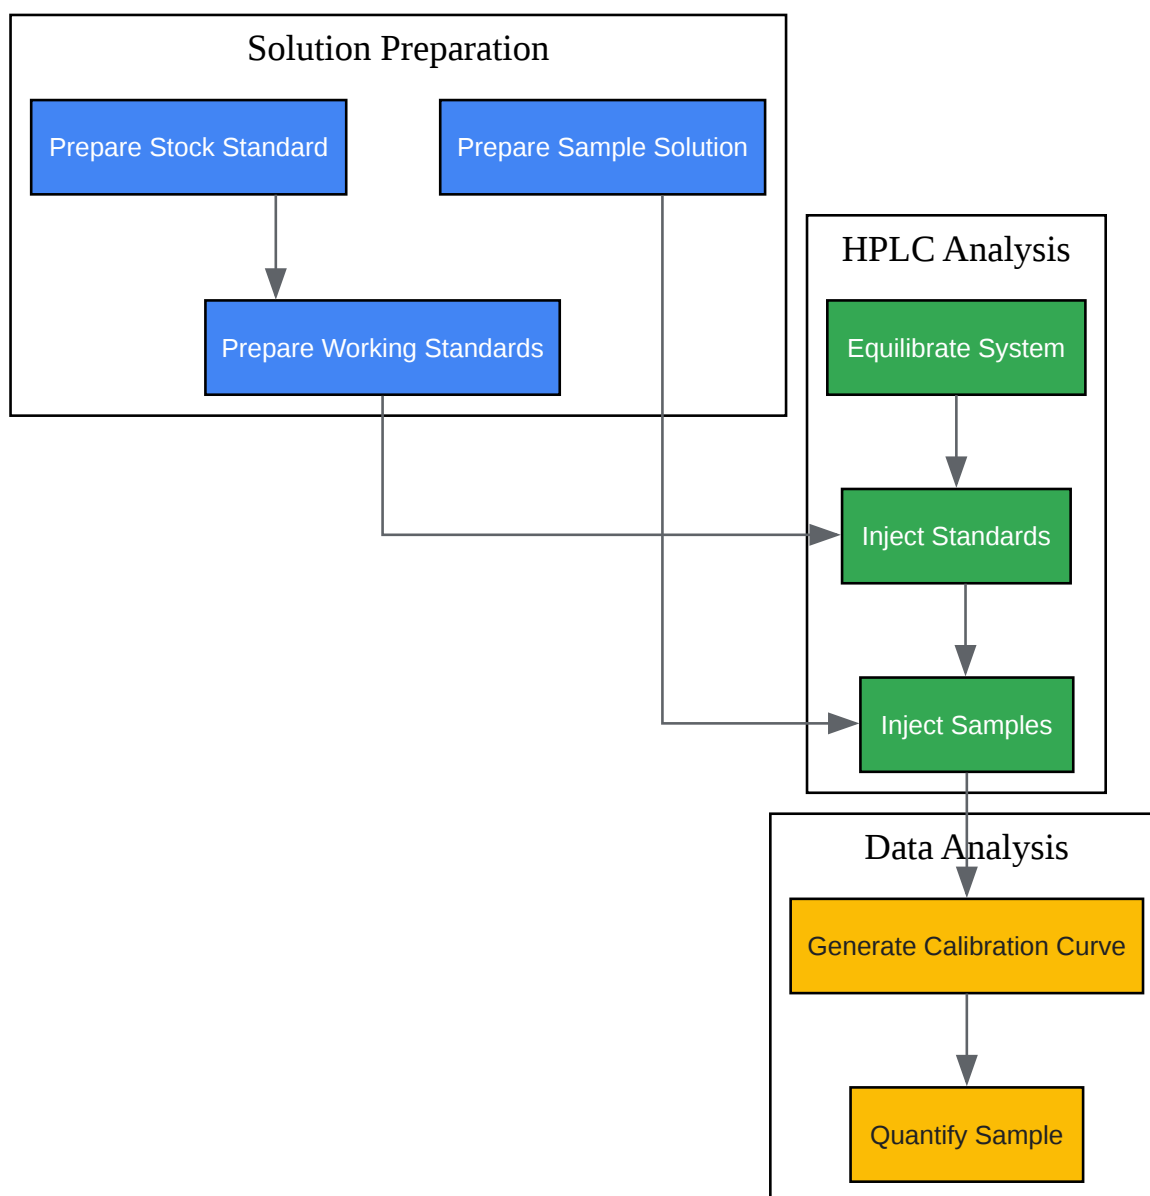 Solution Preparation
Prepare Stock Standard
Prepare Sample Solution
Prepare Working Standards
HPLC Analysis
Equilibrate System
Inject Standards
Inject Samples
Data Analysis
Generate Calibration Curve
Quantify Sample